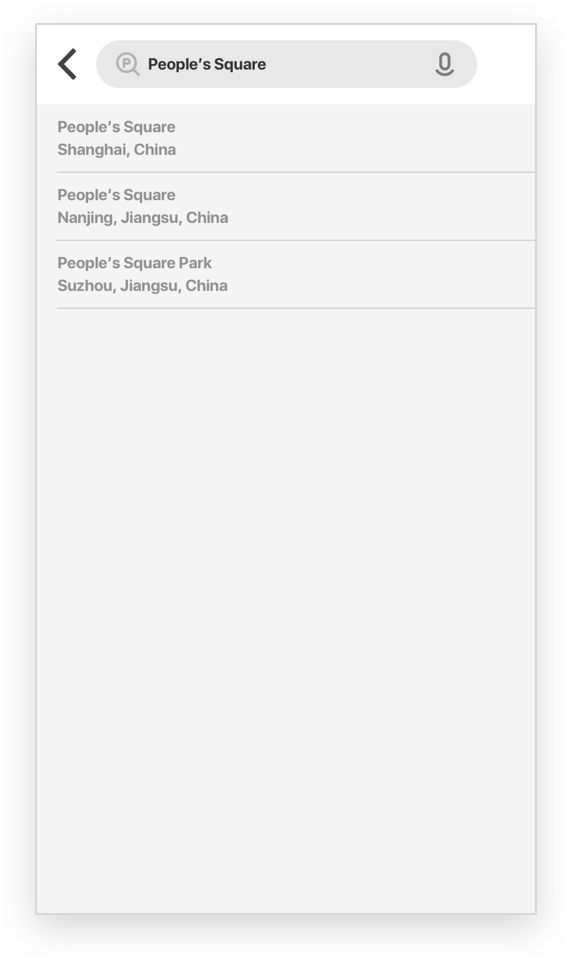 P People’s Square
People’s Square
Shanghai, China
People’s Square
Nanjing, Jiangsu, China
People’s Square Park
Suzhou, Jiangsu, China